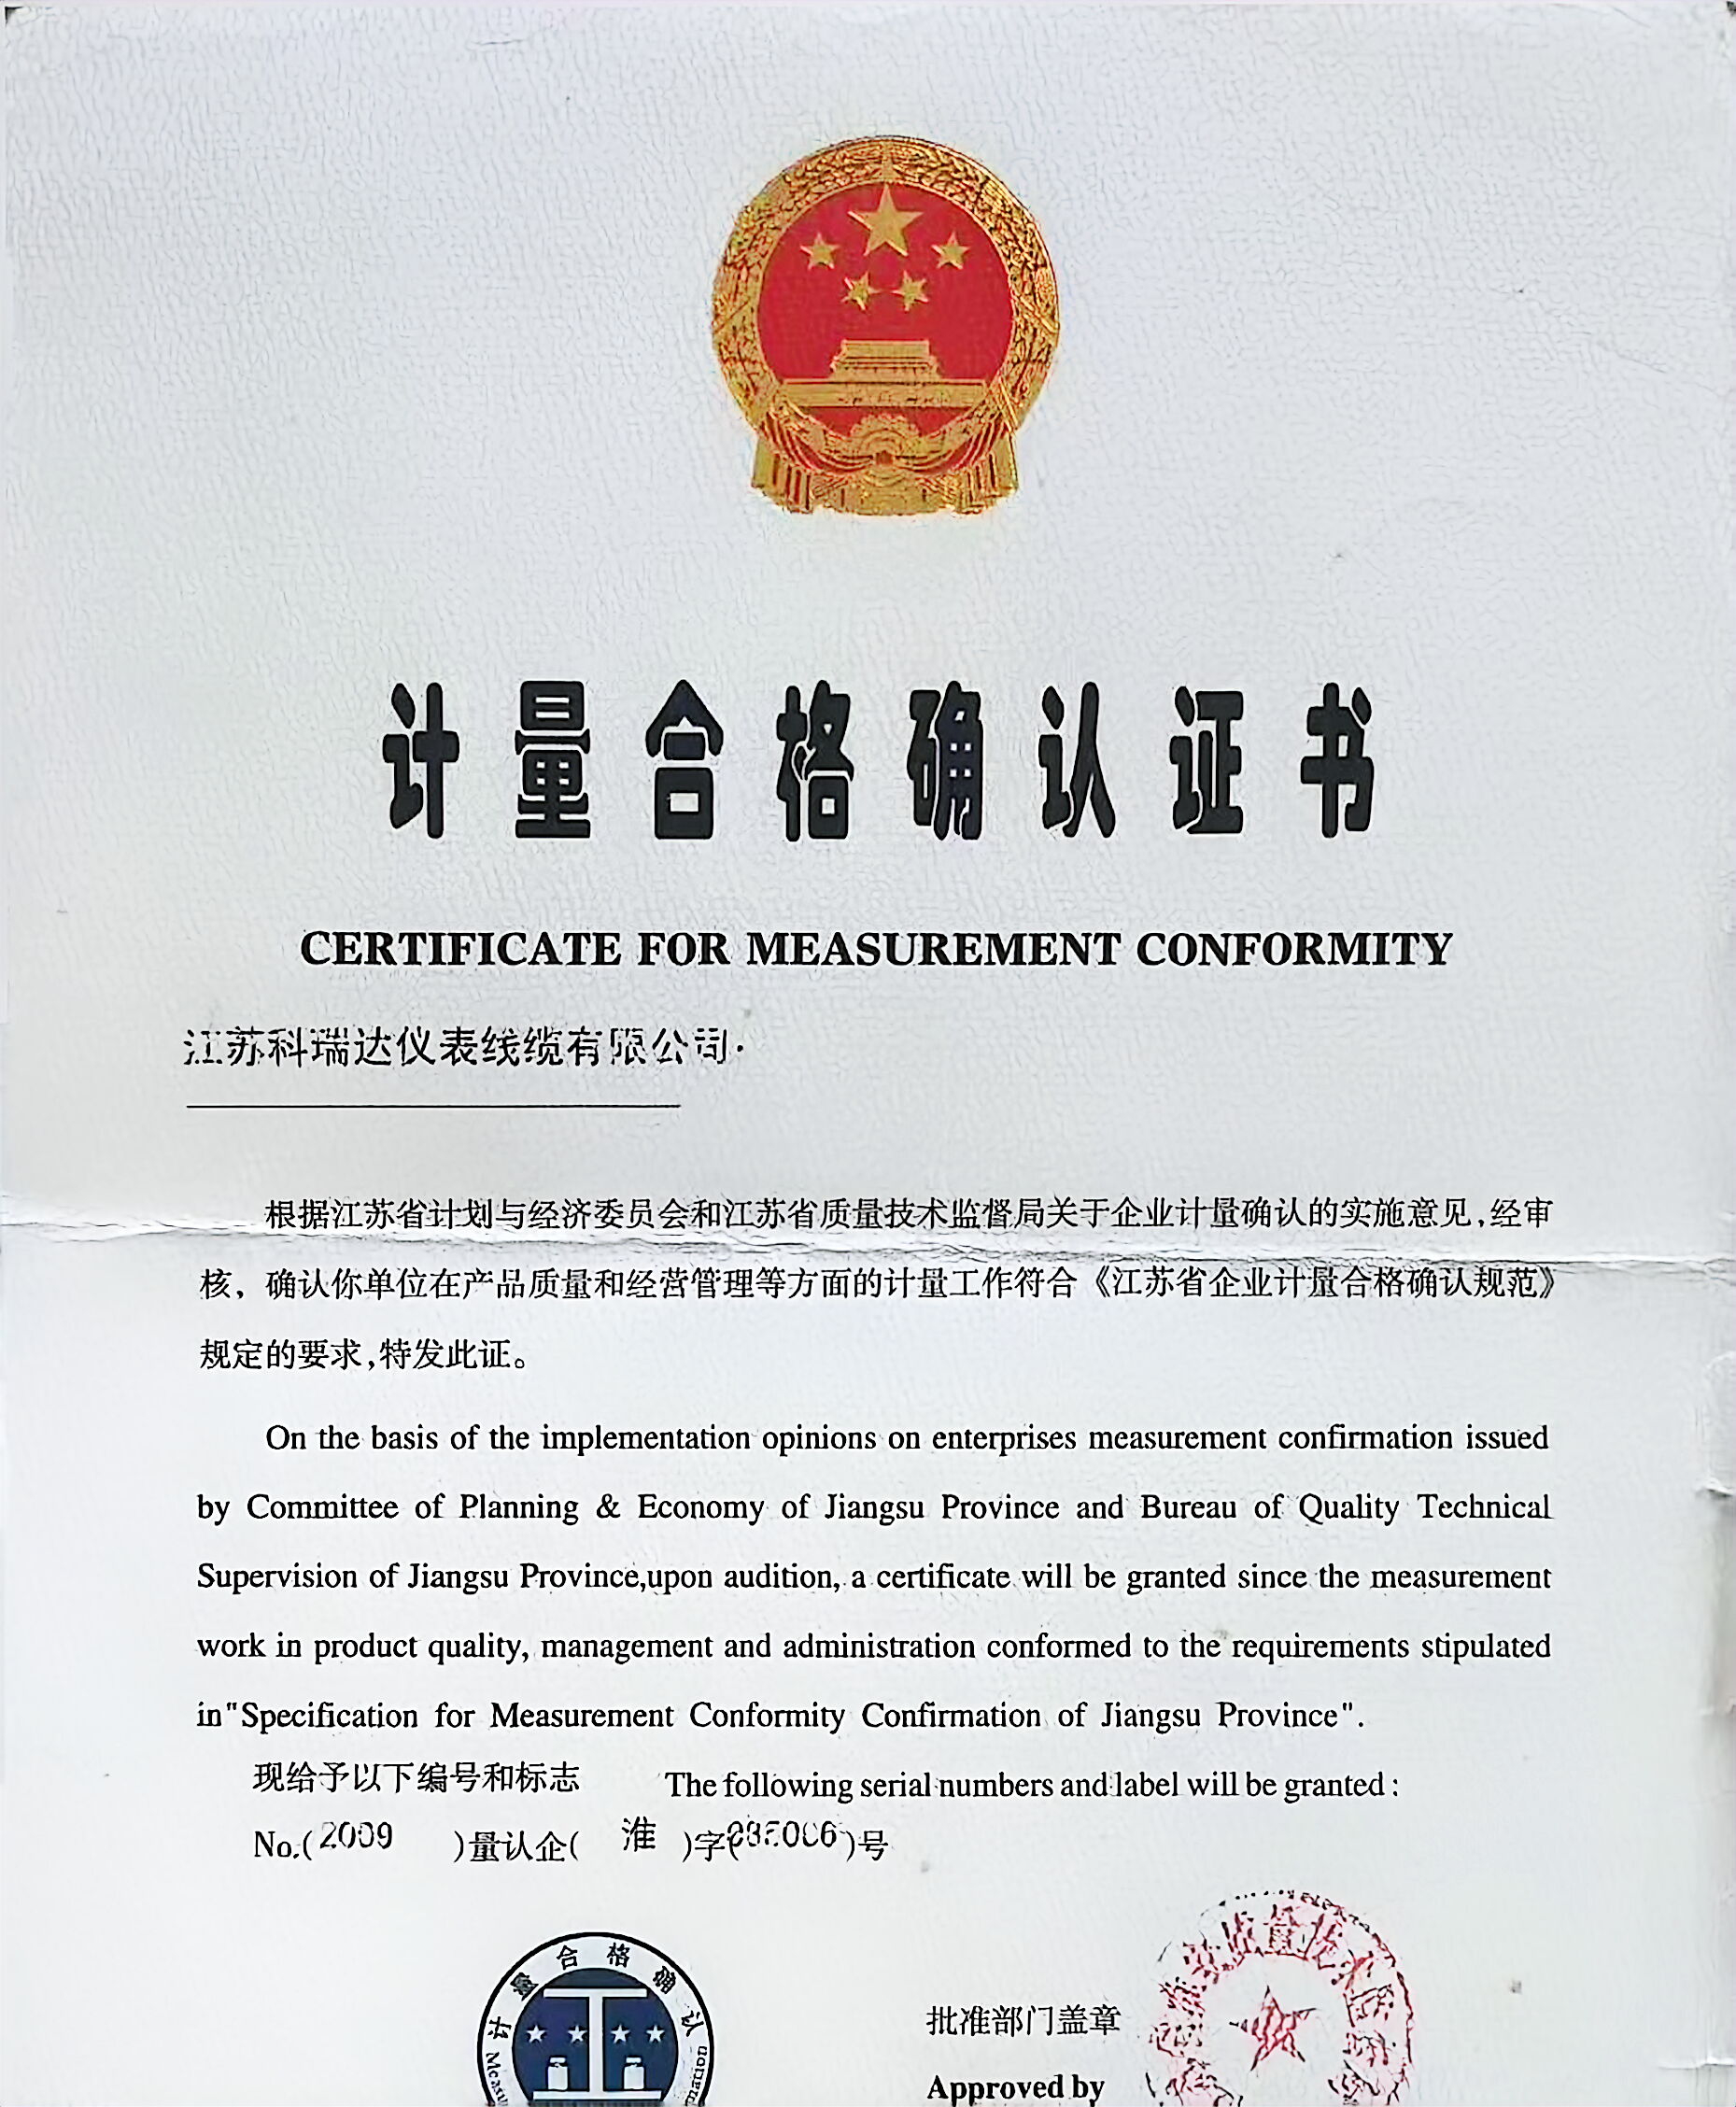 计量合格确认证书
CERTIFICATE FOR MEASUREMENT CONFORMITY
江苏科瑞达仪表线缆有限公司.
根据江苏省计划与经济委员会和江苏省质量技术监督局关于企业计量确认的实施意见,经审
核，确认你单位在产品质量和经营管理等方面的计量工作符合《江苏省企业计量合格确认规范》
规定的要求,特发此证。
On the basis of the implementation opinions on enterprises measurement confirmation issued
by Committee of Planning & Economy of Jiangsu Province and Bureau of Quality Technical
Supervision of Jiangsu Province,upon audition, a certificate will be granted since the measurement
work in product quality, management and administration conformed to the requirements stipulated
in"Specification for Measurement Conformity Confirmation of Jiangsu Province".
现给予以下编号和标志 The following serial numbers and label will be granted:
No.(2009 )量认企( 淮 )字( )号
计量合格确认
批准部门盖章
Approved by